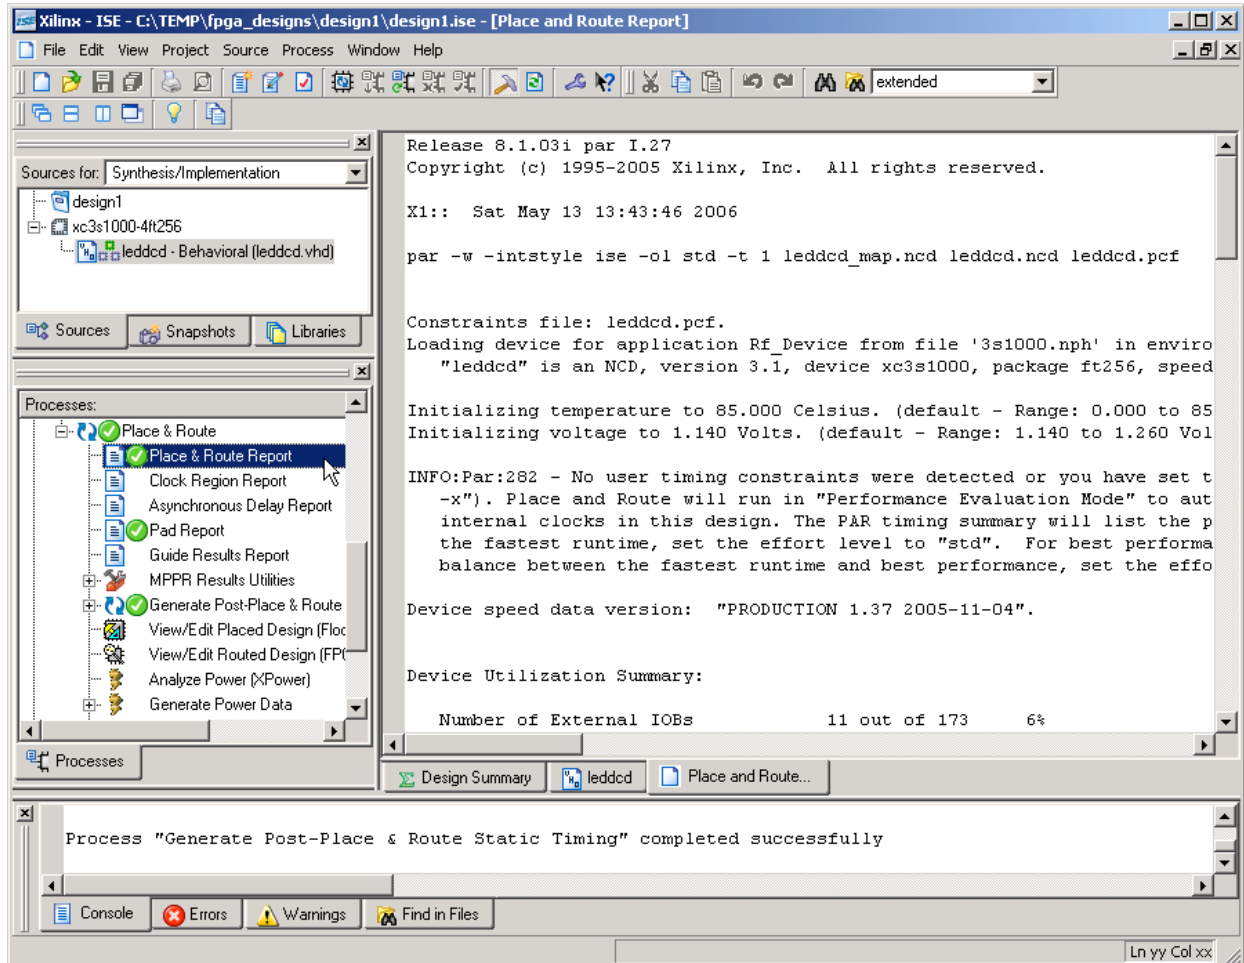 Xilinx - ISE - C:\TEMP\fpga_designs\design1\design1.ise - [Place and Route Report]
File Edit View Project Source Process Window Help
extended
Sources for: Synthesis/Implementation
design1
xc3s1000-4ft256
leddcd - Behavioral (leddcd.vhd)
Sources Snapshots Libraries
Processes:
Place & Route
Place & Route Report
Clock Region Report
Asynchronous Delay Report
Pad Report
Guide Results Report
MPPR Results Utilities
Generate Post-Place & Route
View/Edit Placed Design (Floc
View/Edit Routed Design (FPG
Analyze Power (XPower)
Generate Power Data
Processes
Release 8.1.03i par I.27
Copyright (c) 1995-2005 Xilinx, Inc.  All rights reserved.
X1::  Sat May 13 13:43:46 2006
par -w -intstyle ise -ol std -t 1 leddcd_map.ncd leddcd.ncd leddcd.pcf
Constraints file: leddcd.pcf.
Loading device for application Rf_Device from file '3s1000.nph' in enviro
"leddcd" is an NCD, version 3.1, device xc3s1000, package ft256, speed
Initializing temperature to 85.000 Celsius. (default - Range: 0.000 to 85
Initializing voltage to 1.140 Volts. (default - Range: 1.140 to 1.260 Vol
INFO:Par:282 - No user timing constraints were detected or you have set t
-x"). Place and Route will run in "Performance Evaluation Mode" to aut
internal clocks in this design. The PAR timing summary will list the p
the fastest runtime, set the effort level to "std".  For best performa
balance between the fastest runtime and best performance, set the effo
Device speed data version:  "PRODUCTION 1.37 2005-11-04".
Device Utilization Summary:
Number of External IOBs 11 out of 173 6%
Design Summary leddcd Place and Route...
Process "Generate Post-Place & Route Static Timing" completed successfully
Console Errors Warnings Find in Files
Ln yy Col xx